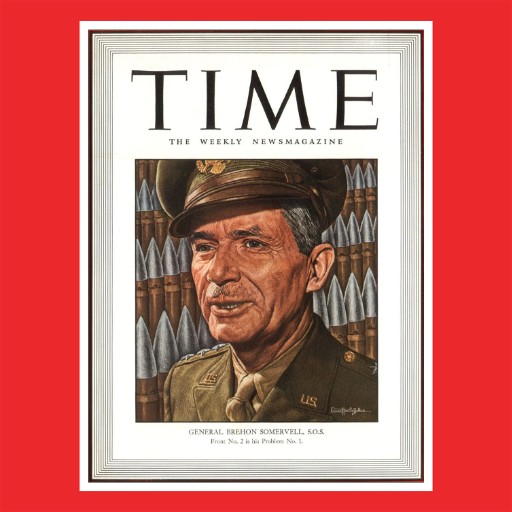 TIME
THE WEEKLY NEWSMAGAZINE
U.S.
U.S.
GENERAL BREHON SOMERVELL, S.O.S.
Front No. 2 is his Problem No. 1.